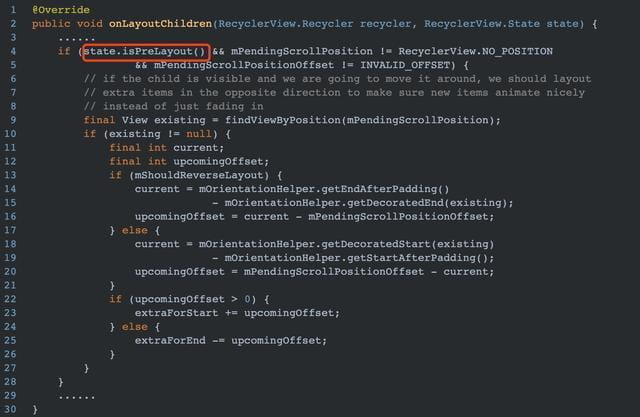 1 @Override
2 public void onLayoutChildren(RecyclerView.Recycler recycler, RecyclerView.State state) {
3 ......
4 if (state.isPreLayout() && mPendingScrollPosition != RecyclerView.NO_POSITION
5 && mPendingScrollPositionOffset != INVALID_OFFSET) {
6 // if the child is visible and we are going to move it around, we should layout
7 // extra items in the opposite direction to make sure new items animate nicely
8 // instead of just fading in
9 final View existing = findViewByPosition(mPendingScrollPosition);
10 if (existing != null) {
11 final int current;
12 final int upcomingOffset;
13 if (mShouldReverseLayout) {
14 current = mOrientationHelper.getEndAfterPadding()
15 - mOrientationHelper.getDecoratedEnd(existing);
16 upcomingOffset = current - mPendingScrollPositionOffset;
17 } else {
18 current = mOrientationHelper.getDecoratedStart(existing)
19 - mOrientationHelper.getStartAfterPadding();
20 upcomingOffset = mPendingScrollPositionOffset - current;
21 }
22 if (upcomingOffset > 0) {
23 extraForStart += upcomingOffset;
24 } else {
25 extraForEnd -= upcomingOffset;
26 }
27 }
28 }
29 ......
30 }